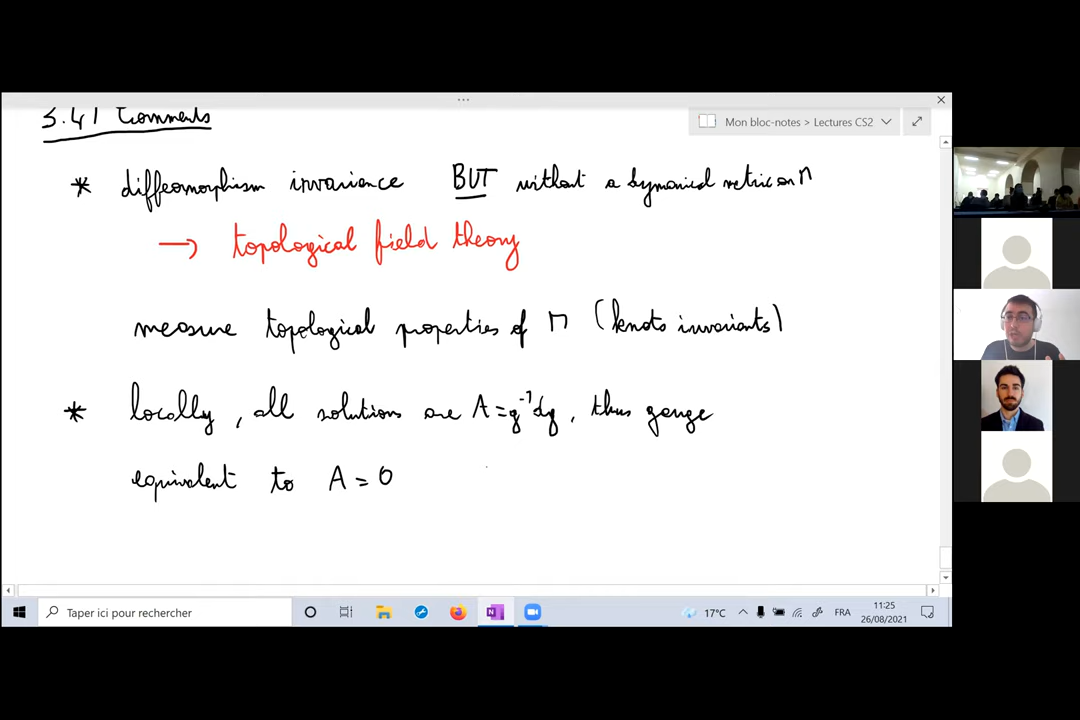 3.4/ Comments
Mon bloc-notes > Lectures CS2
* diffeomorphism invariance BUT without a dynamical metric on M
→ topological field theory
measure topological properties of M (knots invariants)
* locally, all solutions are A = g⁻¹dg, thus gauge
equivalent to A = 0
Taper ici pour rechercher
17°C
FRA
11:25
26/08/2021